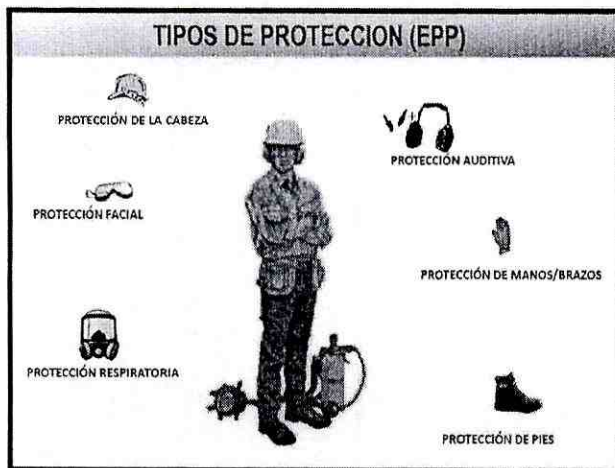 TIPOS DE PROTECCION (EPP)
PROTECCIÓN DE LA CABEZA
PROTECCIÓN AUDITIVA
PROTECCIÓN FACIAL
PROTECCIÓN DE MANOS/BRAZOS
PROTECCIÓN RESPIRATORIA
PROTECCIÓN DE PIES